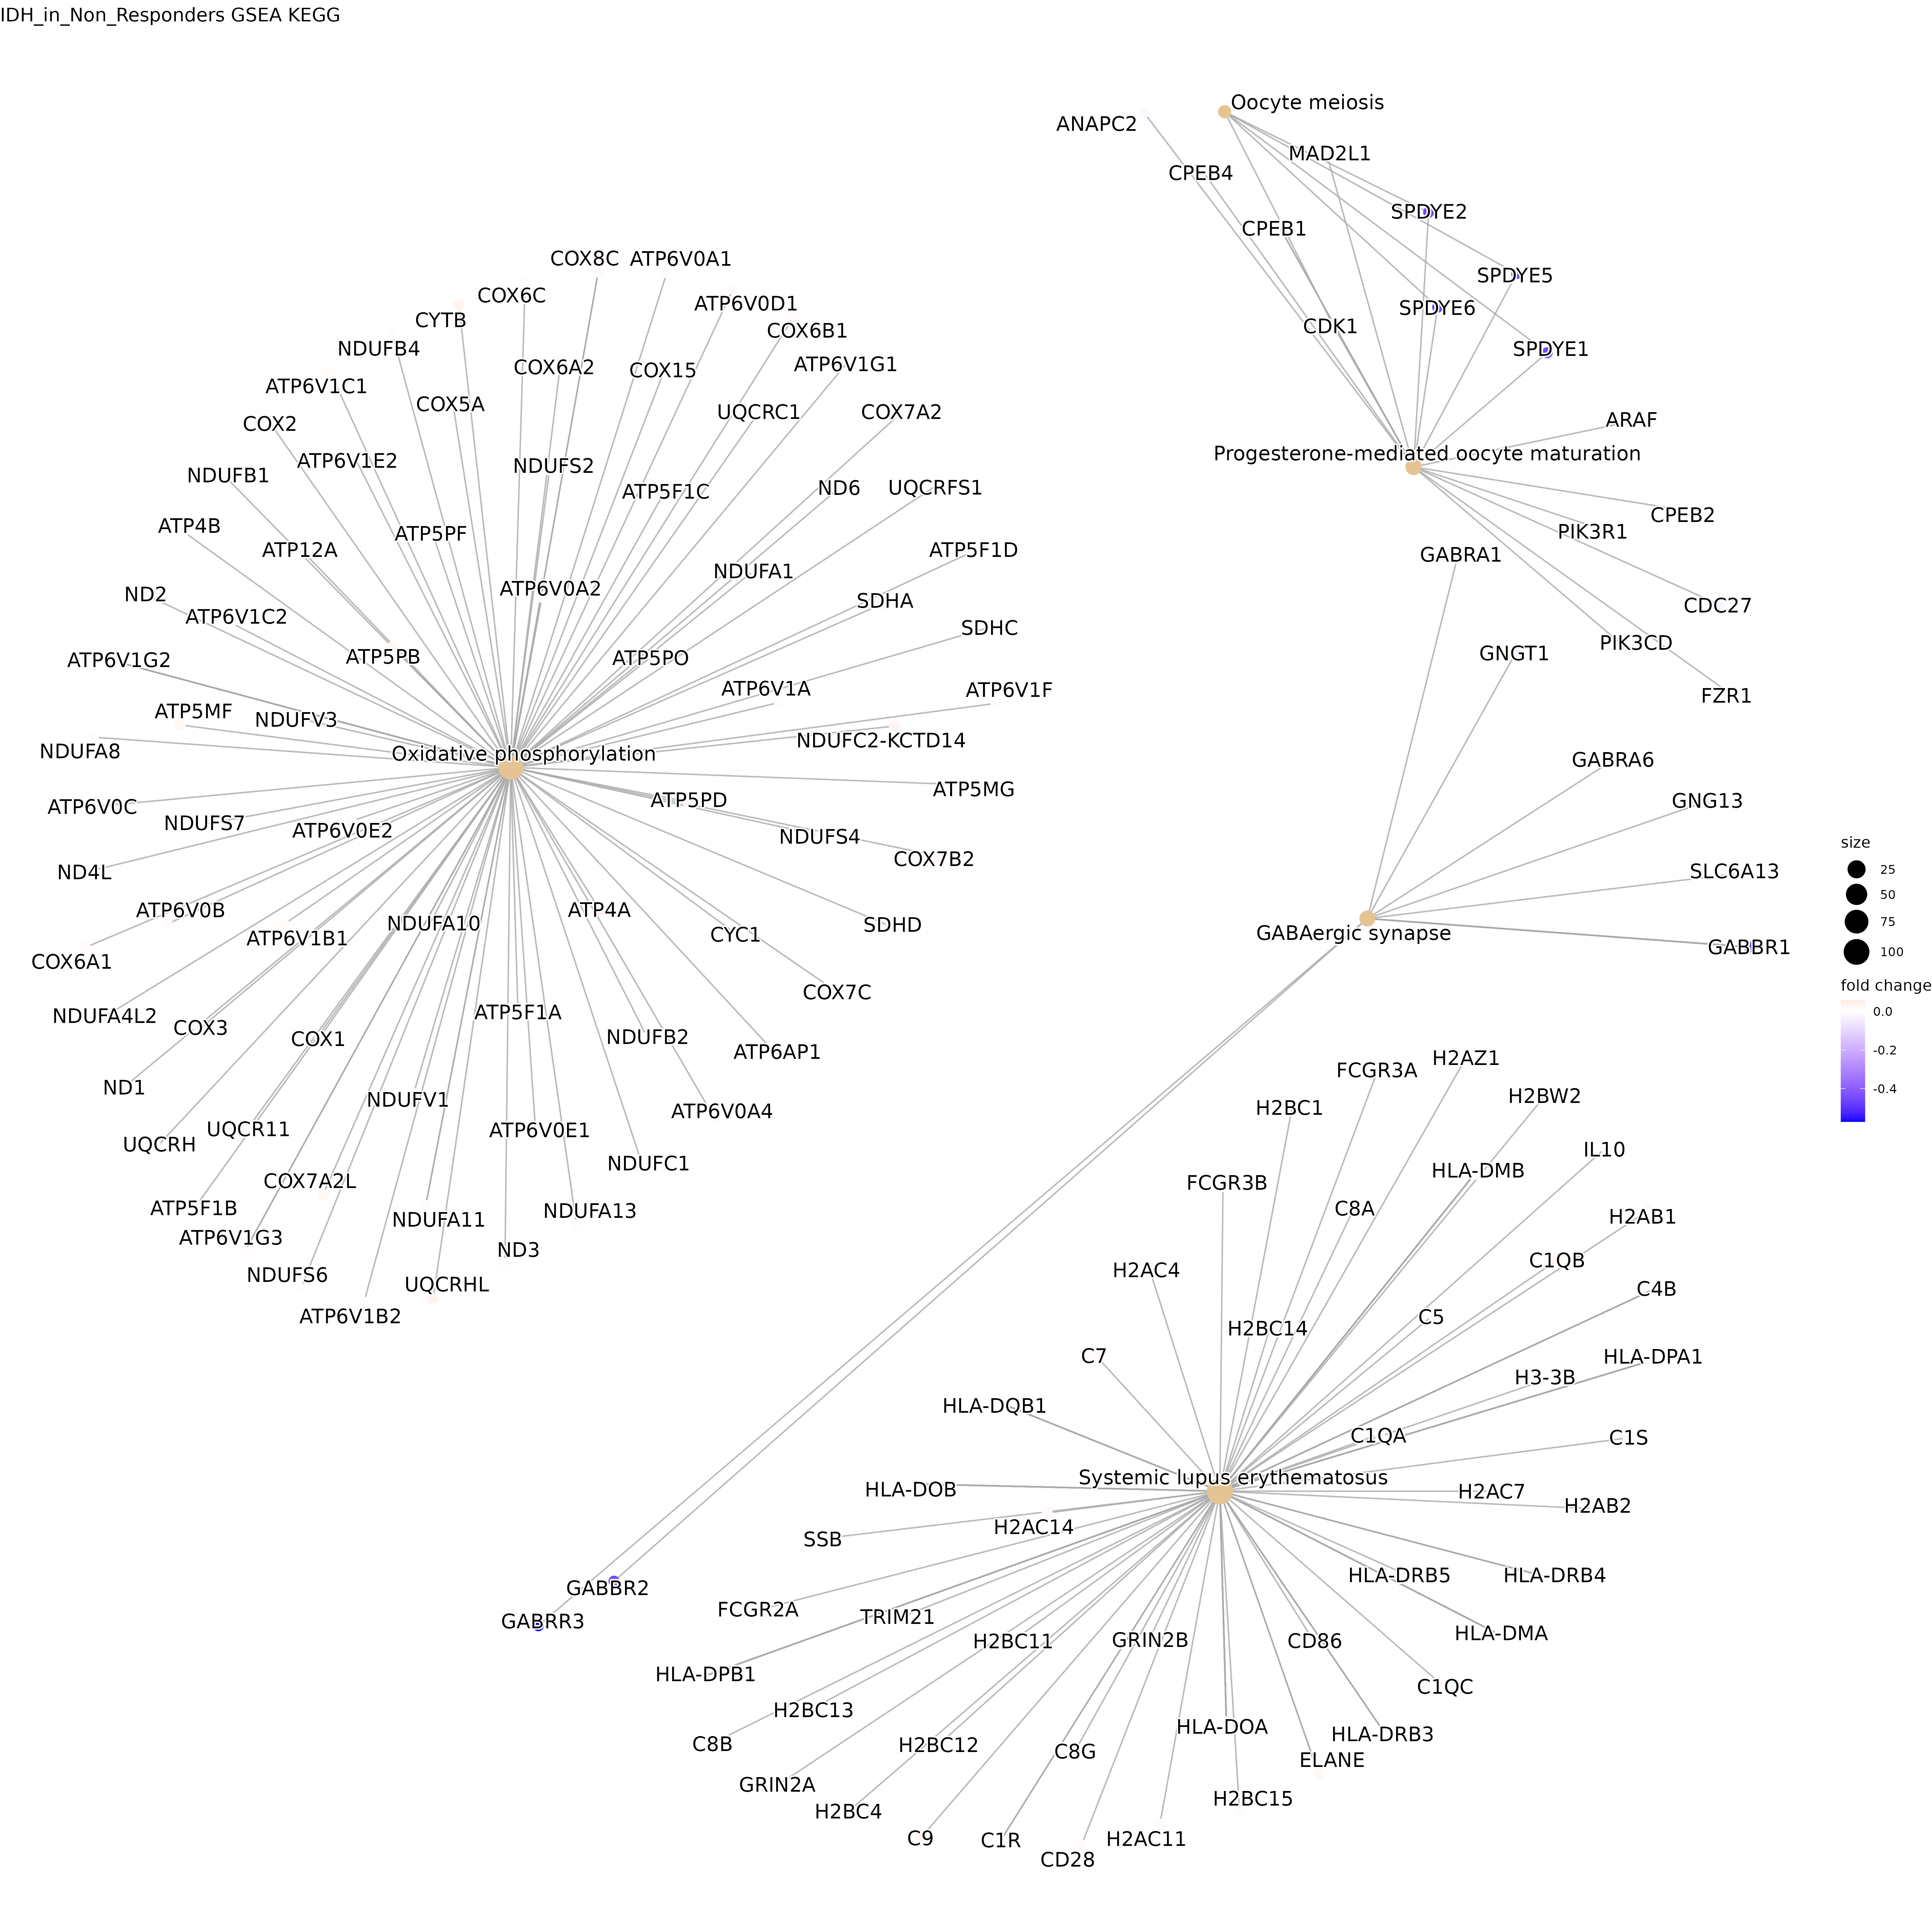 IDH_in_Non_Responders GSEA KEGG
Oocyte meiosis
ANAPC2
MAD2L1
CPEB4
SPDYE2
CPEB1
SPDYE5
SPDYE6
CDK1
SPDYE1
ARAF
Progesterone-mediated oocyte maturation
CPEB2
PIK3R1
GABRA1
CDC27
PIK3CD
GNGT1
FZR1
COX8C
ATP6V0A1
COX6C
ATP6V0D1
CYTB
COX6B1
NDUFB4
COX6A2
COX15
ATP6V1G1
ATP6V1C1
COX5A
UQCRC1
COX7A2
COX2
ATP6V1E2
NDUFS2
NDUFB1
ATP5F1C
ND6
UQCRFS1
ATP4B
ATP5PF
ATP12A
ATP5F1D
NDUFA1
ND2
ATP6V0A2
SDHA
ATP6V1C2
SDHC
ATP6V1G2
ATP5PB
ATP5PO
ATP6V1A
ATP6V1F
ATP5MF
NDUFV3
NDUFA8
Oxidative phosphorylation
NDUFC2-KCTD14
ATP6V0C
ATP5PD
ATP5MG
NDUFS7
ATP6V0E2
NDUFS4
COX7B2
ND4L
ATP6V0B
NDUFA10
ATP4A
SDHD
ATP6V1B1
CYC1
COX6A1
COX7C
NDUFA4L2
COX3
COX1
ATP5F1A
NDUFB2
ATP6AP1
ND1
NDUFV1
ATP6V0A4
UQCRH
UQCR11
ATP6V0E1
NDUFC1
COX7A2L
ATP5F1B
NDUFA11
NDUFA13
ATP6V1G3
ND3
NDUFS6
UQCRHL
ATP6V1B2
GABRA6
GNG13
SLC6A13
GABAergic synapse
GABBR1
size
25
50
75
100
fold change
0.0
-0.2
-0.4
FCGR3A
H2AZ1
H2BC1
H2BW2
IL10
FCGR3B
HLA-DMB
C8A
H2AB1
H2AC4
C1QB
C4B
H2BC14
C5
C7
HLA-DPA1
H3-3B
HLA-DQB1
C1QA
C1S
Systemic lupus erythematosus
HLA-DOB
H2AC7
H2AB2
SSB
H2AC14
HLA-DRB5
HLA-DRB4
GABBR2
GABRR3
FCGR2A
TRIM21
H2BC11
GRIN2B
CD86
HLA-DMA
HLA-DPB1
C1QC
H2BC13
HLA-DOA
HLA-DRB3
C8B
H2BC12
C8G
ELANE
GRIN2A
H2BC4
H2BC15
C9
C1R
H2AC11
CD28